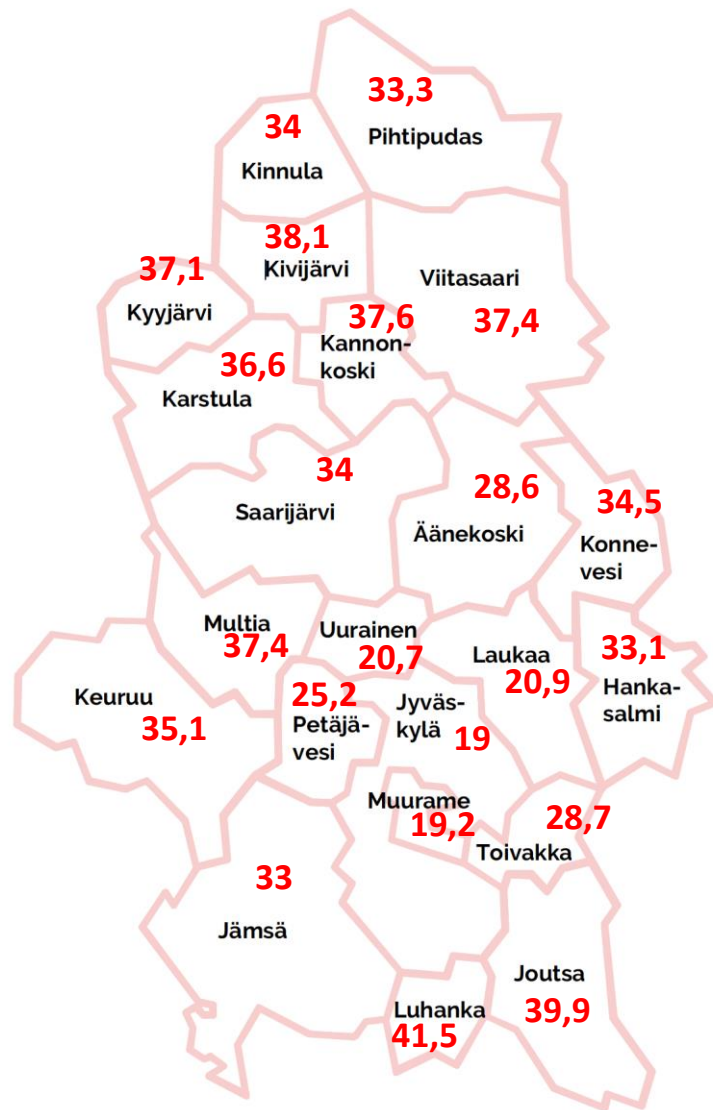 33,3
Pihtipudas
34
Kinnula
38,1
Kivijärvi
37,1
Kyyjärvi
Viitasaari
37,4
37,6
Kannon-
koski
36,6
Karstula
34
Saarijärvi
28,6
Äänekoski
34,5
Konne-
vesi
Multia
37,4
Uurainen
20,7
Laukaa
20,9
33,1
Hanka-
salmi
Keuruu
35,1
25,2
Petäjä-
vesi
Jyväs-
kylä
19
Muurame
19,2
28,7
Toivakka
33
Jämsä
Joutsa
39,9
Luhanka
41,5